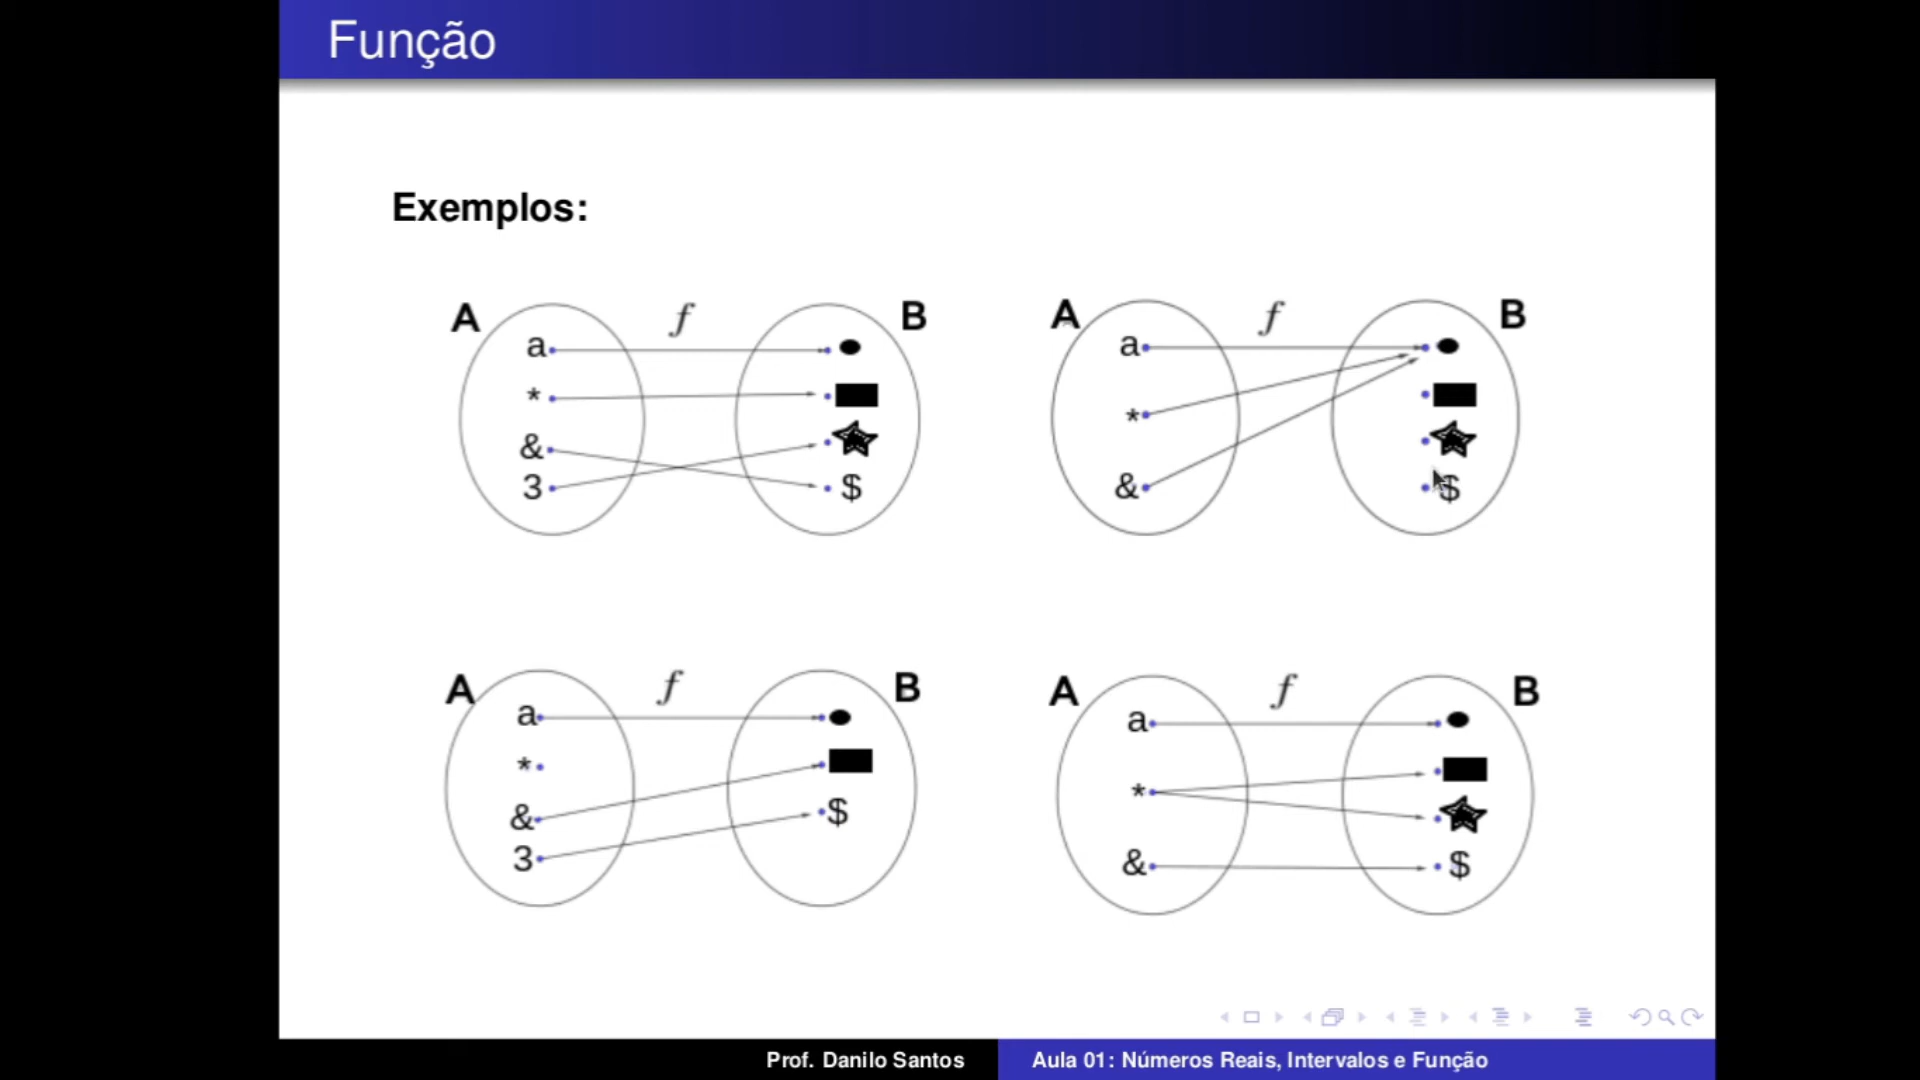 Função
Exemplos:
A f B
a
*
&
3
$
A f B
a
*
&
$
A f B
a
*
&
3
$
A f B
a
*
&
$
Prof. Danilo Santos Aula 01: Números Reais, Intervalos e Função